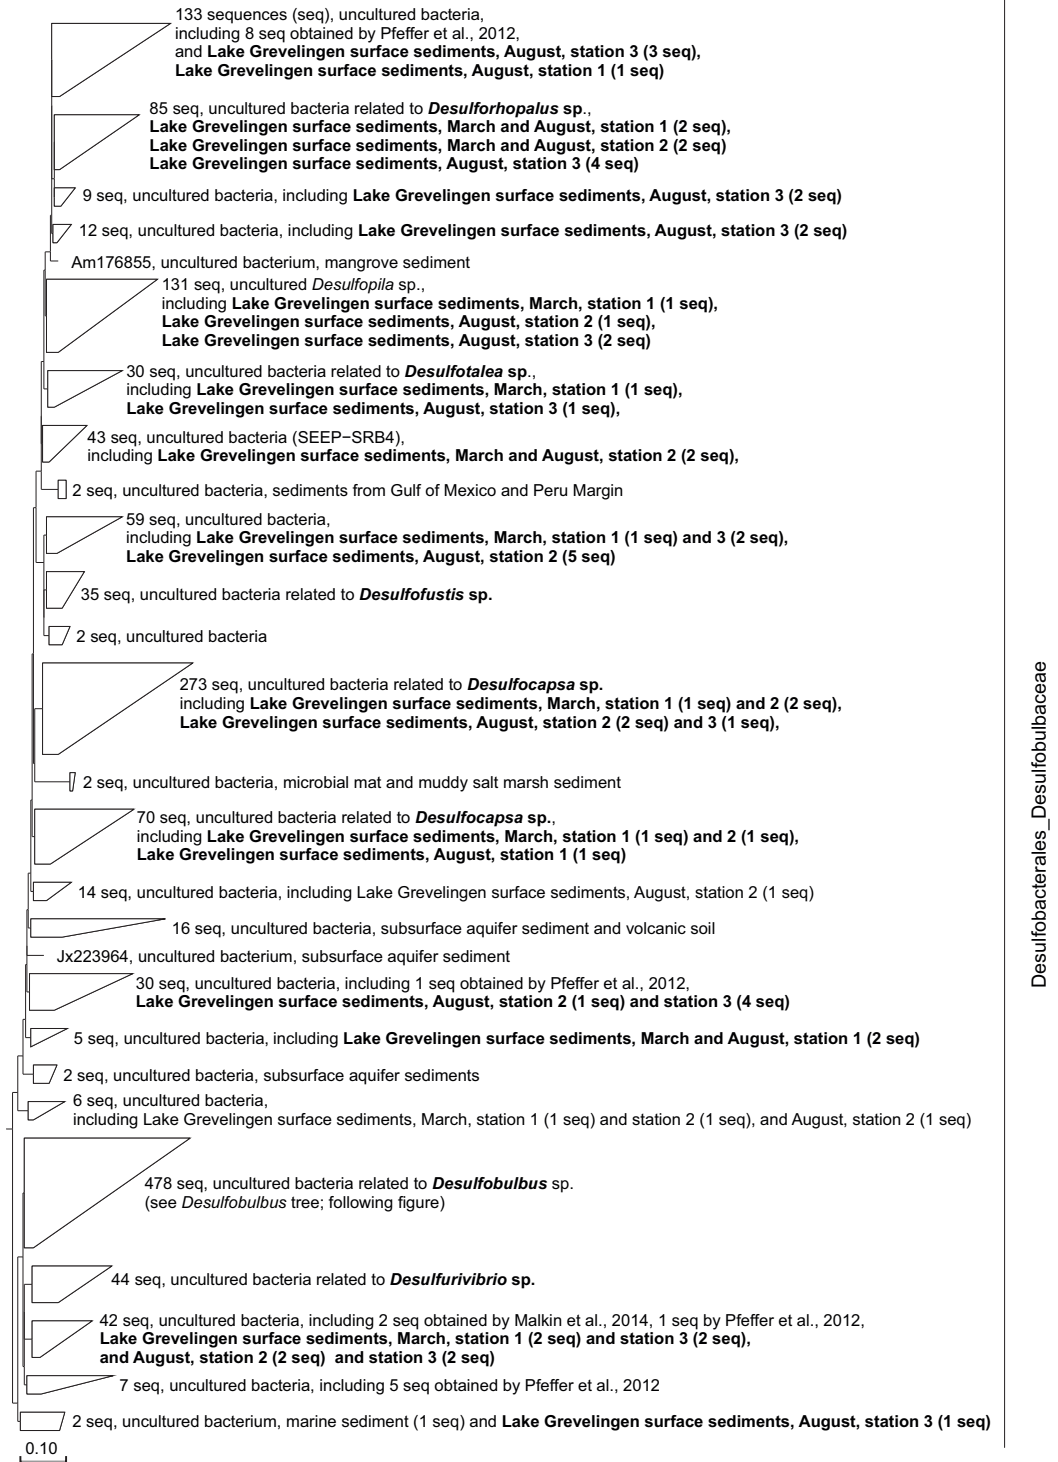 133 sequences (seq), uncultured bacteria,
including 8 seq obtained by Pfeffer et al., 2012,
and Lake Grevelingen surface sediments, August, station 3 (3 seq),
Lake Grevelingen surface sediments, August, station 1 (1 seq)
85 seq, uncultured bacteria related to Desulforhopalus sp.,
Lake Grevelingen surface sediments, March and August, station 1 (2 seq),
Lake Grevelingen surface sediments, March and August, station 2 (2 seq)
Lake Grevelingen surface sediments, August, station 3 (4 seq)
9 seq, uncultured bacteria, including Lake Grevelingen surface sediments, August, station 3 (2 seq)
12 seq, uncultured bacteria, including Lake Grevelingen surface sediments, August, station 3 (2 seq)
Am176855, uncultured bacterium, mangrove sediment
131 seq, uncultured Desulfopila sp.,
including Lake Grevelingen surface sediments, March, station 1 (1 seq),
Lake Grevelingen surface sediments, August, station 2 (1 seq),
Lake Grevelingen surface sediments, August, station 3 (2 seq)
30 seq, uncultured bacteria related to Desulfotalea sp.,
including Lake Grevelingen surface sediments, March, station 1 (1 seq),
Lake Grevelingen surface sediments, August, station 3 (1 seq),
43 seq, uncultured bacteria (SEEP−SRB4),
including Lake Grevelingen surface sediments, March and August, station 2 (2 seq),
2 seq, uncultured bacteria, sediments from Gulf of Mexico and Peru Margin
59 seq, uncultured bacteria,
including Lake Grevelingen surface sediments, March, station 1 (1 seq) and 3 (2 seq),
Lake Grevelingen surface sediments, August, station 2 (5 seq)
35 seq, uncultured bacteria related to Desulfofustis sp.
2 seq, uncultured bacteria
273 seq, uncultured bacteria related to Desulfocapsa sp.
including Lake Grevelingen surface sediments, March, station 1 (1 seq) and 2 (2 seq),
Lake Grevelingen surface sediments, August, station 2 (2 seq) and 3 (1 seq),
2 seq, uncultured bacteria, microbial mat and muddy salt marsh sediment
70 seq, uncultured bacteria related to Desulfocapsa sp.,
including Lake Grevelingen surface sediments, March, station 1 (1 seq) and 2 (1 seq),
Lake Grevelingen surface sediments, August, station 1 (1 seq)
14 seq, uncultured bacteria, including Lake Grevelingen surface sediments, August, station 2 (1 seq)
16 seq, uncultured bacteria, subsurface aquifer sediment and volcanic soil
Jx223964, uncultured bacterium, subsurface aquifer sediment
30 seq, uncultured bacteria, including 1 seq obtained by Pfeffer et al., 2012,
Lake Grevelingen surface sediments, August, station 2 (1 seq) and station 3 (4 seq)
5 seq, uncultured bacteria, including Lake Grevelingen surface sediments, March and August, station 1 (2 seq)
2 seq, uncultured bacteria, subsurface aquifer sediments
6 seq, uncultured bacteria,
including Lake Grevelingen surface sediments, March, station 1 (1 seq) and station 2 (1 seq), and August, station 2 (1 seq)
478 seq, uncultured bacteria related to Desulfobulbus sp.
(see Desulfobulbus tree; following figure)
44 seq, uncultured bacteria related to Desulfurivibrio sp.
42 seq, uncultured bacteria, including 2 seq obtained by Malkin et al., 2014, 1 seq by Pfeffer et al., 2012,
Lake Grevelingen surface sediments, March, station 1 (2 seq) and station 3 (2 seq),
and August, station 2 (2 seq) and station 3 (2 seq)
7 seq, uncultured bacteria, including 5 seq obtained by Pfeffer et al., 2012
2 seq, uncultured bacterium, marine sediment (1 seq) and Lake Grevelingen surface sediments, August, station 3 (1 seq)
0.10
Desulfobacterales_Desulfobulbaceae